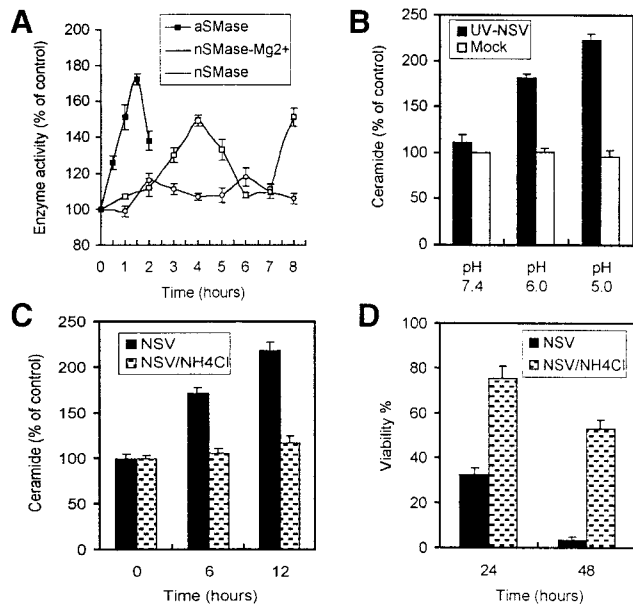 A
aSMase
nSMase-Mg2+
nSMase
Enzyme activity (% of control)
200
180
160
140
120
100
80
0 1 2 3 4 5 6 7 8
Time (hours)
B
UV-NSV
Mock
Ceramide (% of control)
250
200
150
100
50
0
pH pH pH
7.4 6.0 5.0
C
NSV
NSV/NH4Cl
Ceramide (% of control)
250
200
150
100
50
0
0 6 12
Time (hours)
D
NSV
NSV/NH4Cl
Viability %
100
80
60
40
20
0
24 48
Time (hours)